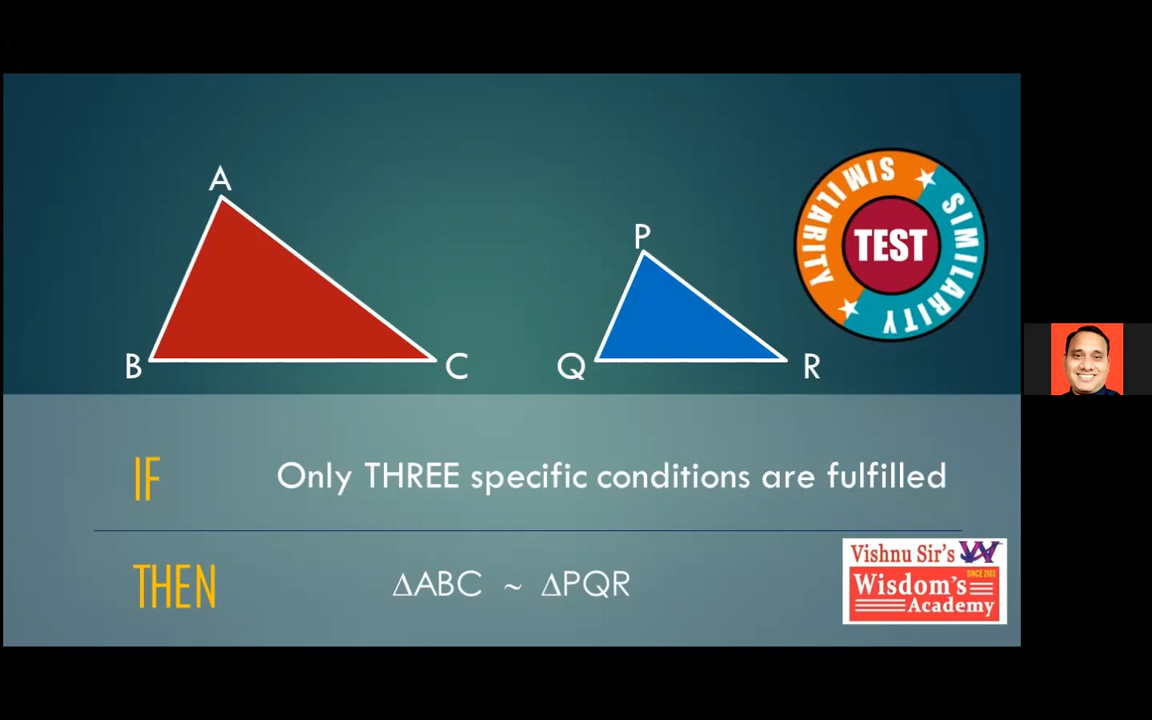 A
P
B
C
Q
R
SIMILARITY
SIMILARITY
TEST
IF Only THREE specific conditions are fulfilled
THEN ΔABC ~ ΔPQR
Vishnu Sir's
SINCE 2003
Wisdom's
Academy